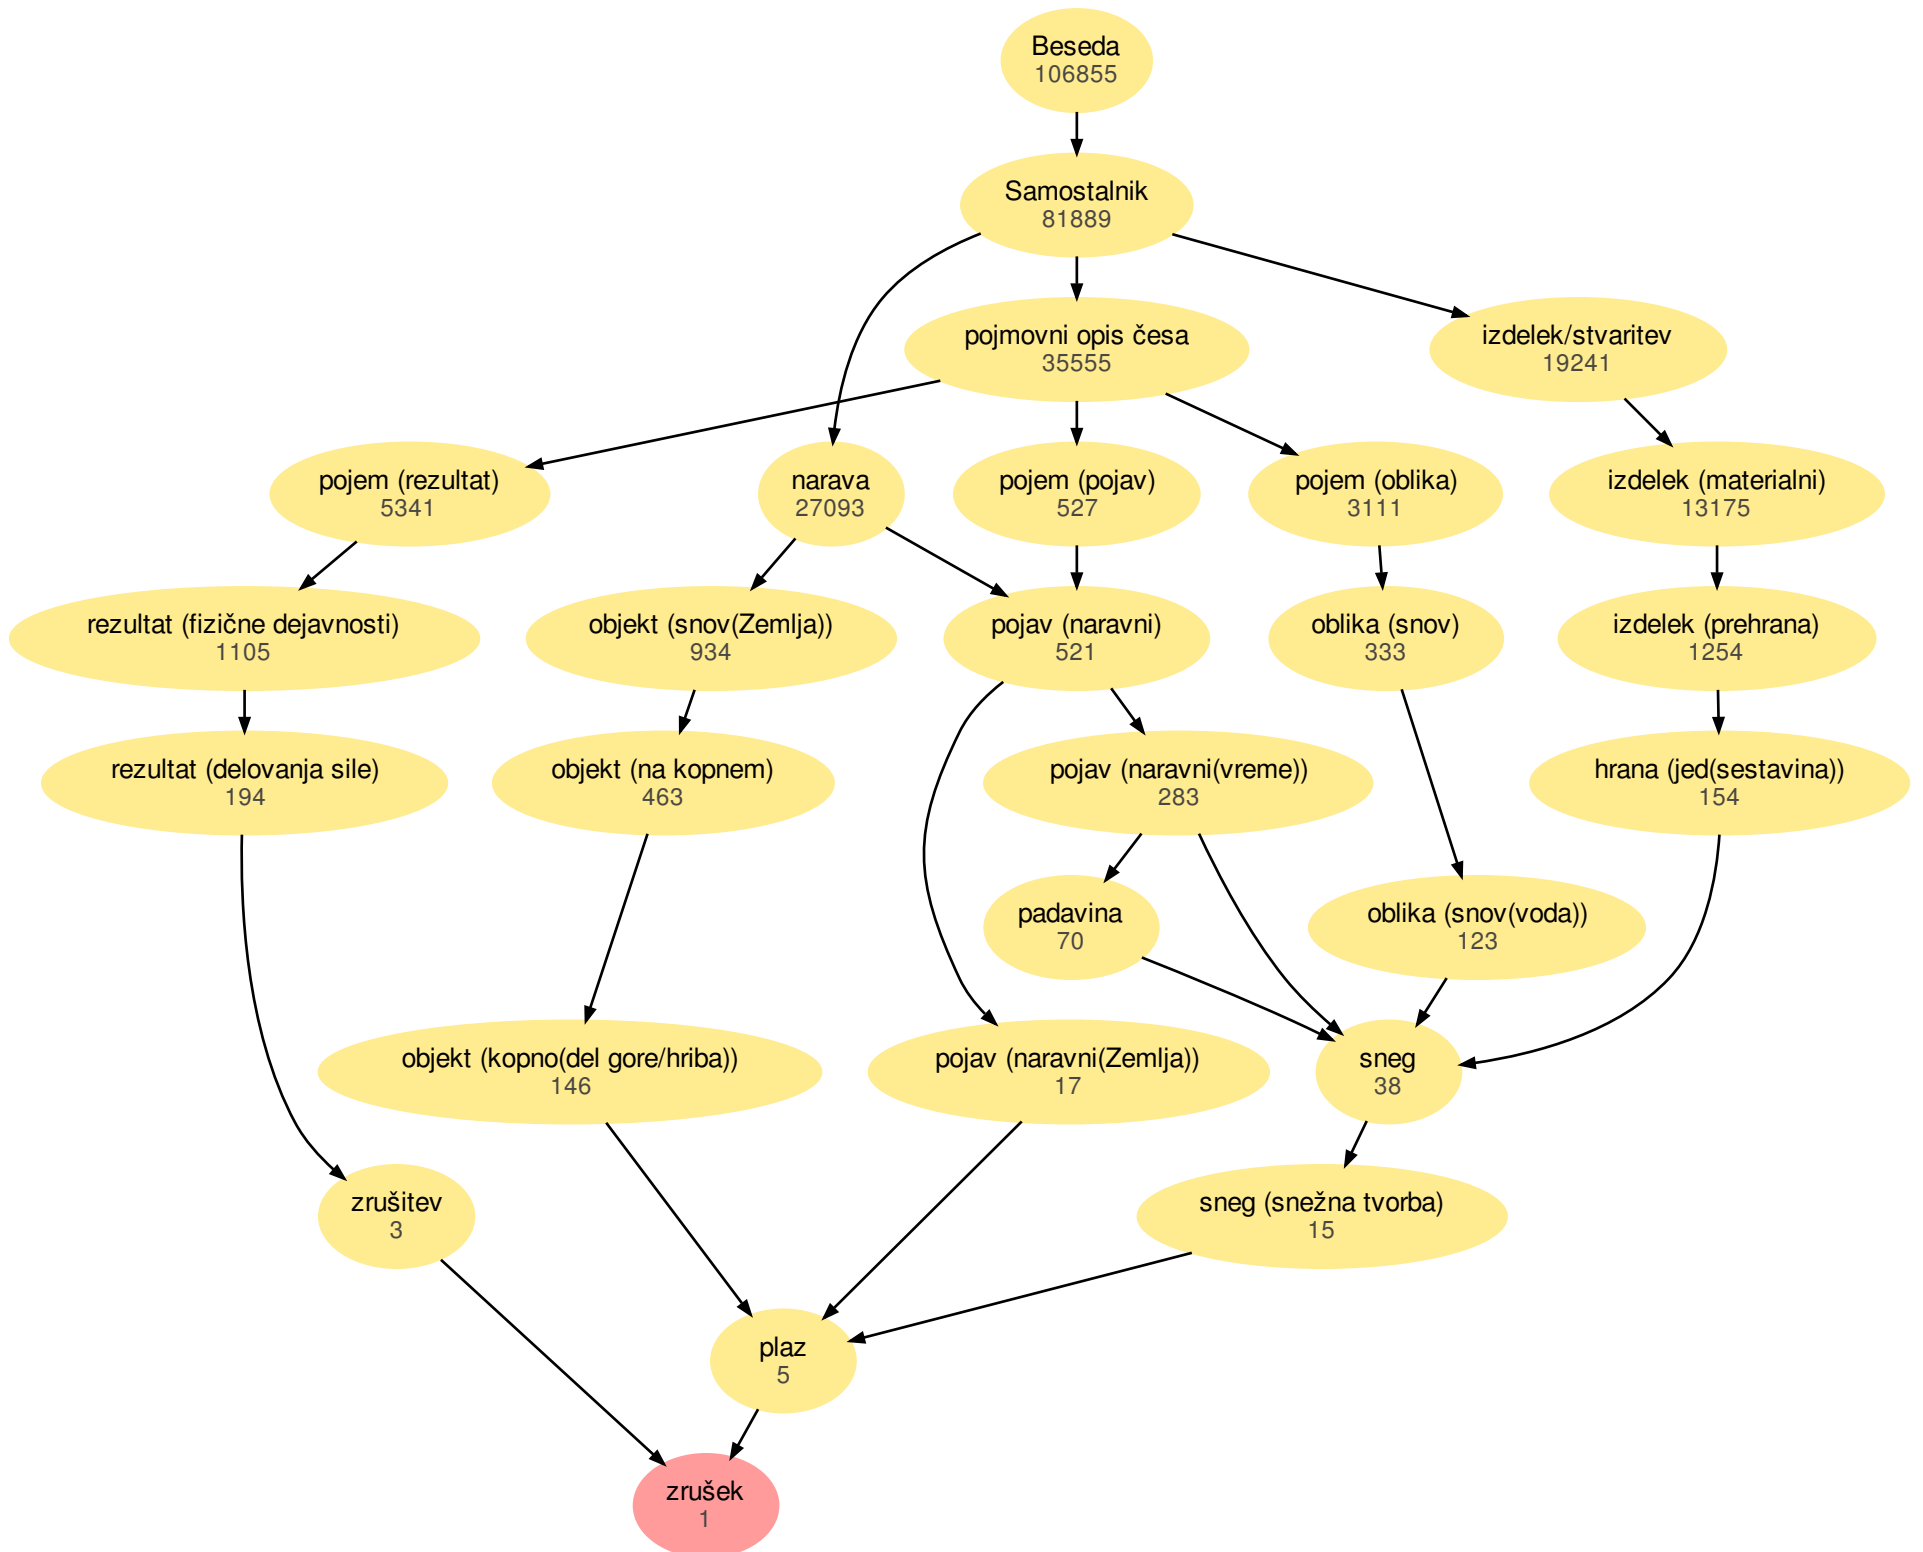 Beseda
106855
Samostalnik
81889
pojmovni opis česa
35555
izdelek/stvaritev
19241
pojem (rezultat)
5341
narava
27093
pojem (pojav)
527
pojem (oblika)
3111
izdelek (materialni)
13175
rezultat (fizične dejavnosti)
1105
objekt (snov(Zemlja))
934
pojav (naravni)
521
oblika (snov)
333
izdelek (prehrana)
1254
rezultat (delovanja sile)
194
objekt (na kopnem)
463
pojav (naravni(vreme))
283
hrana (jed(sestavina))
154
padavina
70
oblika (snov(voda))
123
objekt (kopno(del gore/hriba))
146
pojav (naravni(Zemlja))
17
sneg
38
zrušitev
3
sneg (snežna tvorba)
15
plaz
5
zrušek
1